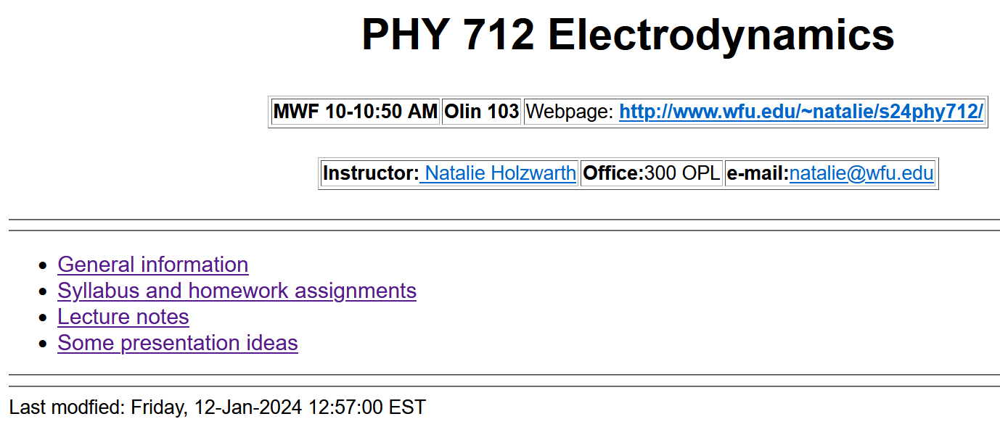 PHY 712 Electrodynamics
MWF 10-10:50 AM Olin 103 Webpage: http://www.wfu.edu/~natalie/s24phy712/
Instructor: Natalie Holzwarth Office:300 OPL e-mail:natalie@wfu.edu
• General information
• Syllabus and homework assignments
• Lecture notes
• Some presentation ideas
Last modfied: Friday, 12-Jan-2024 12:57:00 EST